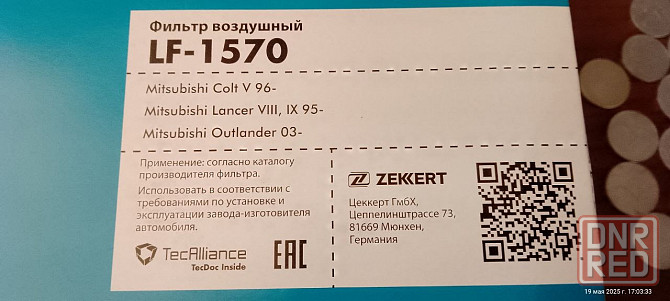 Фильтр воздушный
LF-1570
Mitsubishi Colt V 96-
Mitsubishi Lancer VIII, IX 95-
Mitsubishi Outlander 03-
Применение: согласно каталогу
производителя фильтра.
Использовать в соответствии с
требованиями по установке и
эксплуатации завода-изготовителя
автомобиля.
TecAlliance
TecDoc Inside
EAC
ZEKKERT
Цеккерт ГмбХ,
Цеппелинштрассе 73,
81669 Мюнхен,
Германия
DNR
RED
19 мая 2025 г. 17:03:33